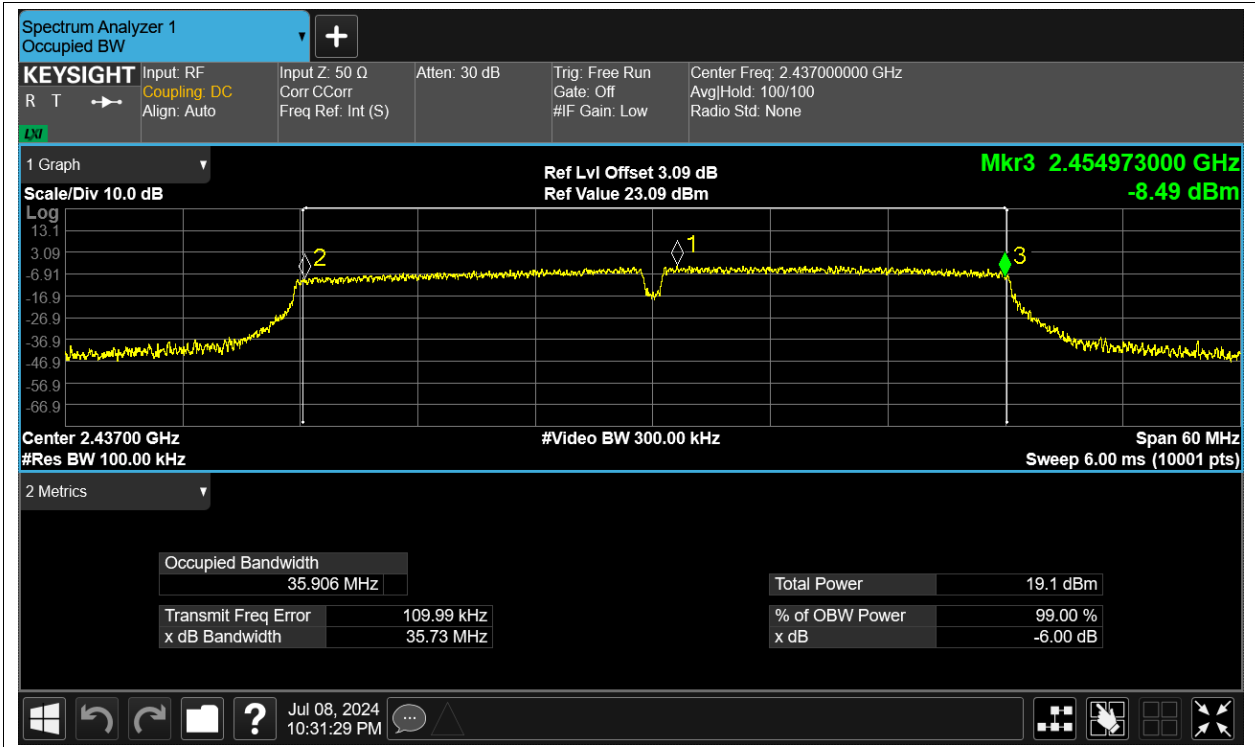 Spectrum Analyzer 1
Occupied BW
KEYSIGHT
R T
LXI
Input: RF
Coupling: DC
Align: Auto
Input Z: 50 Ω
Corr CCorr
Freq Ref: Int (S)
Atten: 30 dB
Trig: Free Run
Gate: Off
#IF Gain: Low
Center Freq: 2.437000000 GHz
Avg|Hold: 100/100
Radio Std: None
1 Graph
Scale/Div 10.0 dB
Ref Lvl Offset 3.09 dB
Ref Value 23.09 dBm
Mkr3 2.454973000 GHz
-8.49 dBm
Log
13.1
3.09
-6.91
-16.9
-26.9
-36.9
-46.9
-56.9
-66.9
2
1
3
Center 2.43700 GHz
#Res BW 100.00 kHz
#Video BW 300.00 kHz
Span 60 MHz
Sweep 6.00 ms (10001 pts)
2 Metrics
Occupied Bandwidth
35.906 MHz
Transmit Freq Error 109.99 kHz
x dB Bandwidth 35.73 MHz
Total Power 19.1 dBm
% of OBW Power 99.00 %
x dB -6.00 dB
?
Jul 08, 2024
10:31:29 PM